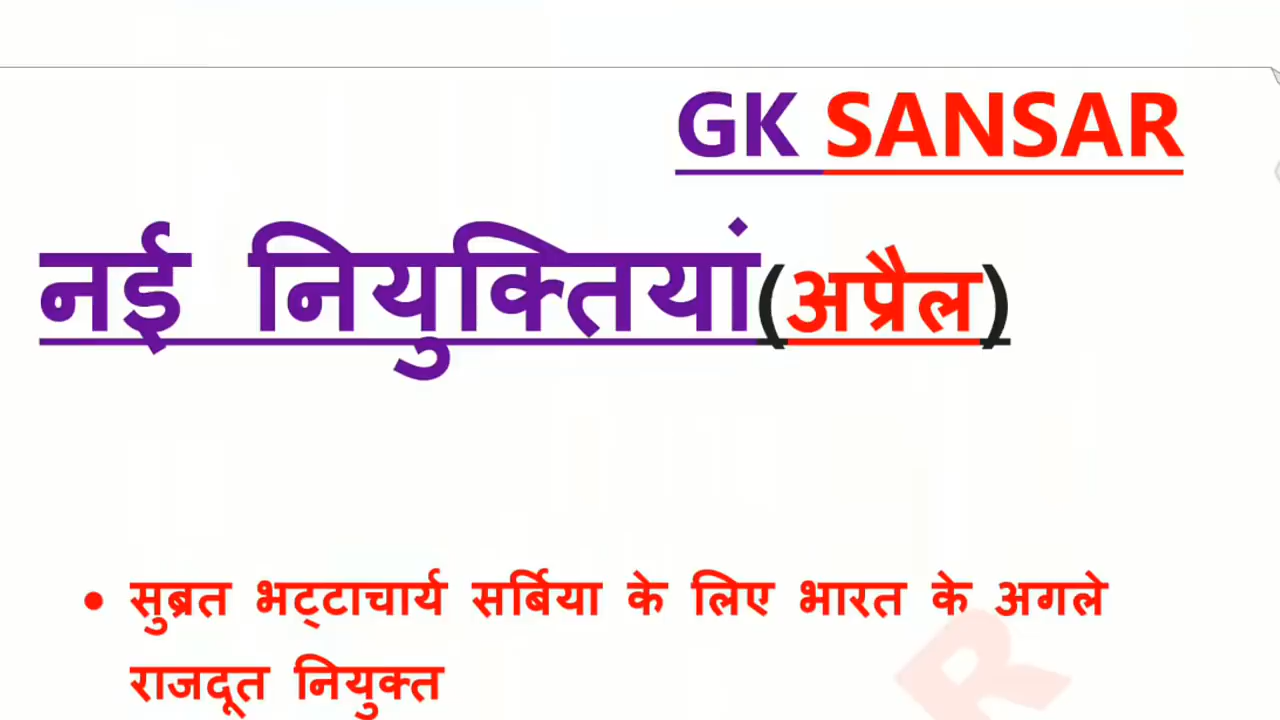 GK SANSAR
नई नियुक्तियां(अप्रैल)
• सुब्रत भट्टाचार्य सर्बिया के लिए भारत के अगले
राजदूत नियुक्त
R